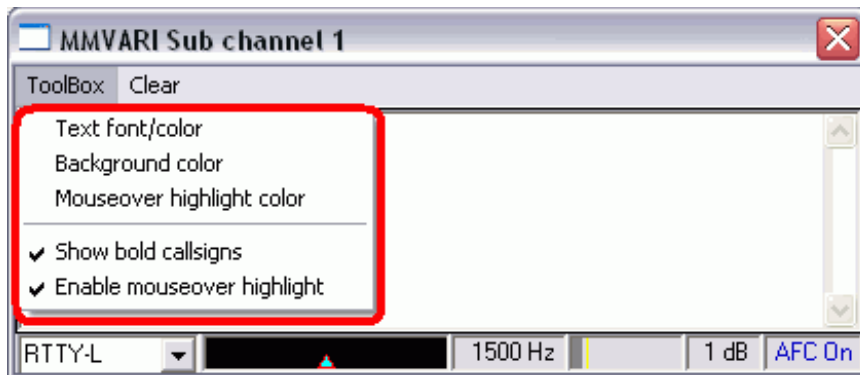 MMVARI Sub channel 1
ToolBox Clear
Text font/color
Background color
Mouseover highlight color
Show bold callsigns
Enable mouseover highlight
RTTY-L 1500 Hz 1 dB AFC On